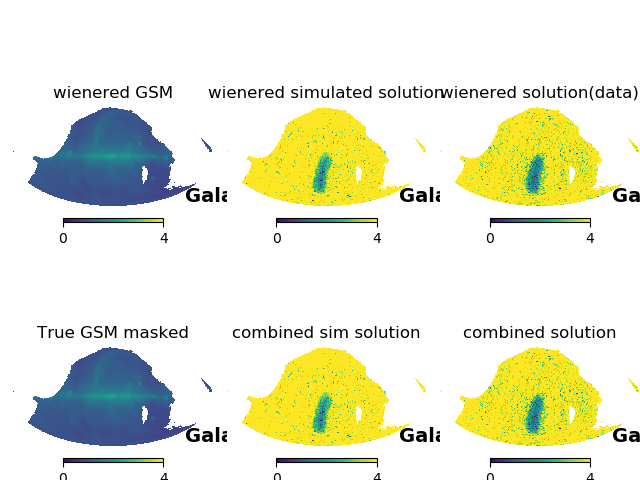 wienered GSM
wienered simulated solution
wienered solution(data)
Gala
Gala
Ga
0 4
0 4
0 4
True GSM masked
combined sim solution
combined solution
Gala
Gala
Ga
0 4
0 4
0 4